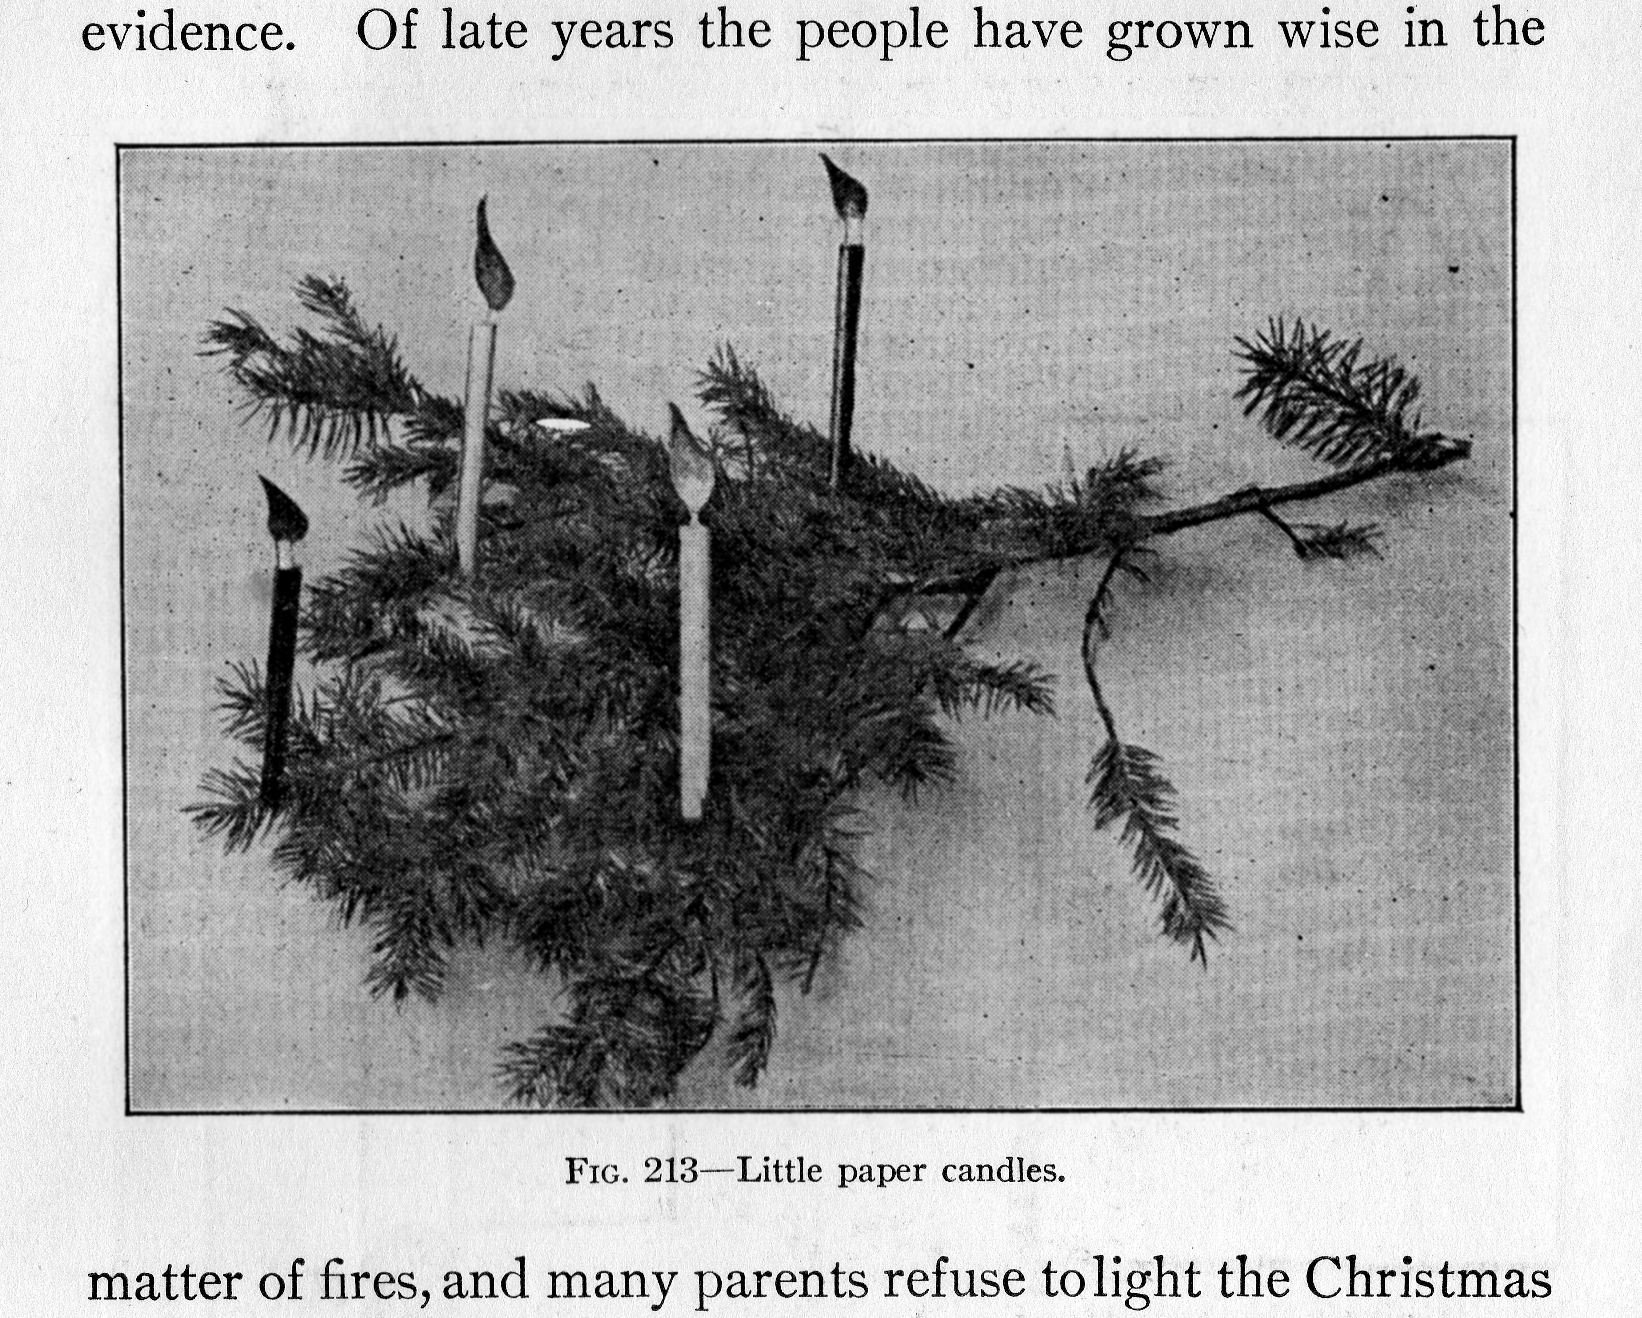 evidence. Of late years the people have grown wise in the
FIG. 213—Little paper candles.
matter of fires, and many parents refuse to light the Christmas